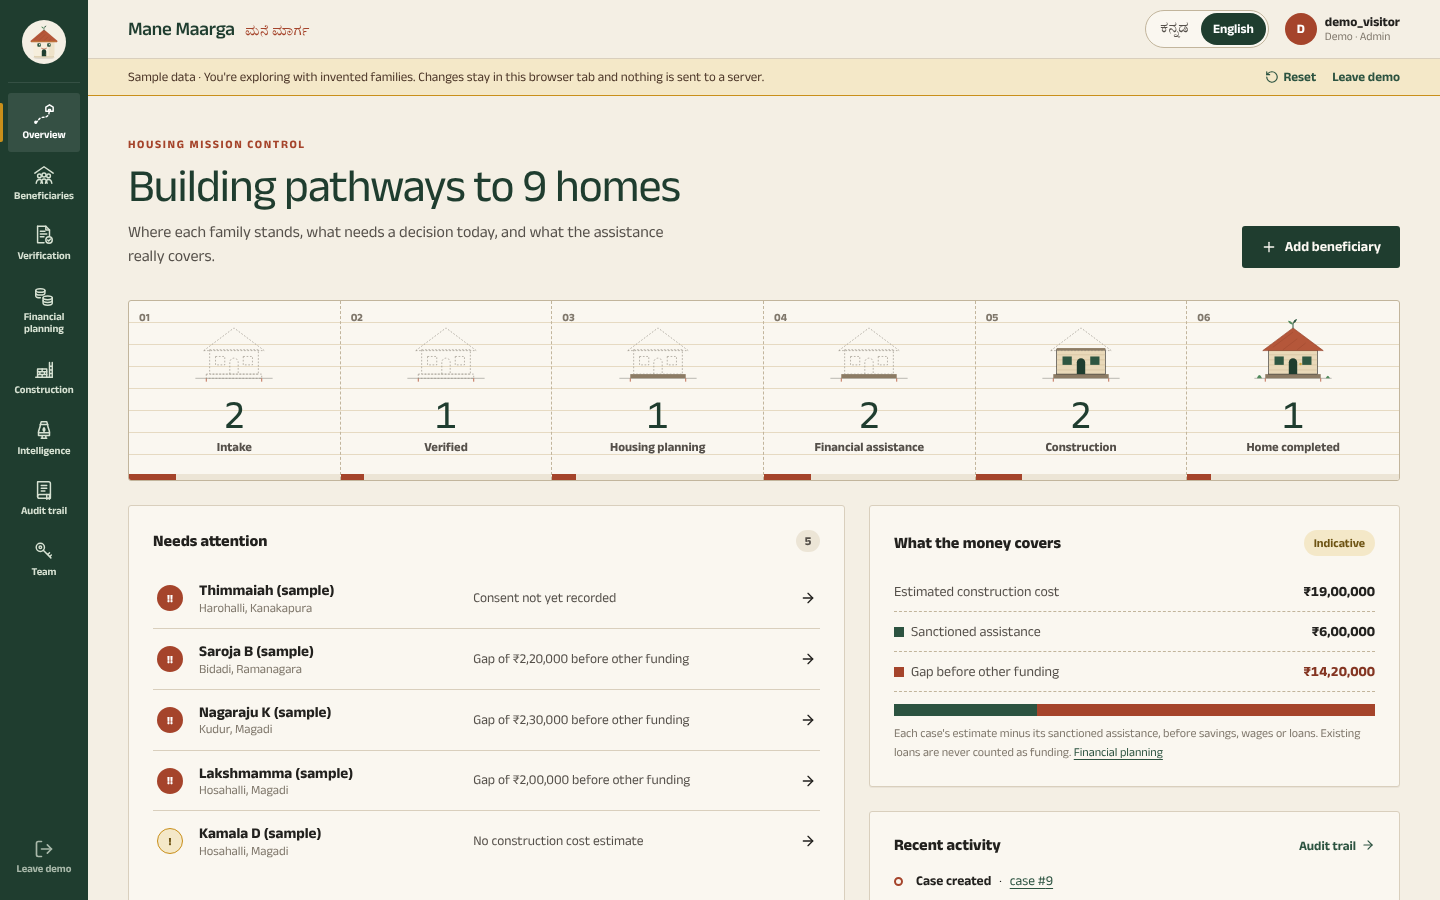 Mane Maarga ಮನೆ ಮಾರ್ಗ
ಕನ್ನಡ English
D
demo_visitor
Demo · Admin
Sample data · You're exploring with invented families. Changes stay in this browser tab and nothing is sent to a server.
Reset Leave demo
Overview
Beneficiaries
Verification
Financial
planning
Construction
Intelligence
Audit trail
Team
Leave demo
HOUSING MISSION CONTROL
Building pathways to 9 homes
Where each family stands, what needs a decision today, and what the assistance
really covers.
+ Add beneficiary
01 02 03 04 05 06
2 1 1 2 2 1
Intake Verified Housing planning Financial assistance Construction Home completed
Needs attention 5
!! Thimmaiah (sample)
Harohalli, Kanakapura
Consent not yet recorded
!! Saroja B (sample)
Bidadi, Ramanagara
Gap of ₹2,20,000 before other funding
!! Nagaraju K (sample)
Kudur, Magadi
Gap of ₹2,30,000 before other funding
!! Lakshmamma (sample)
Hosahalli, Magadi
Gap of ₹2,00,000 before other funding
! Kamala D (sample)
Hosahalli, Magadi
No construction cost estimate
What the money covers Indicative
Estimated construction cost ₹19,00,000
Sanctioned assistance ₹6,00,000
Gap before other funding ₹14,20,000
Each case's estimate minus its sanctioned assistance, before savings, wages or loans. Existing
loans are never counted as funding. Financial planning
Recent activity Audit trail →
Case created · case #9